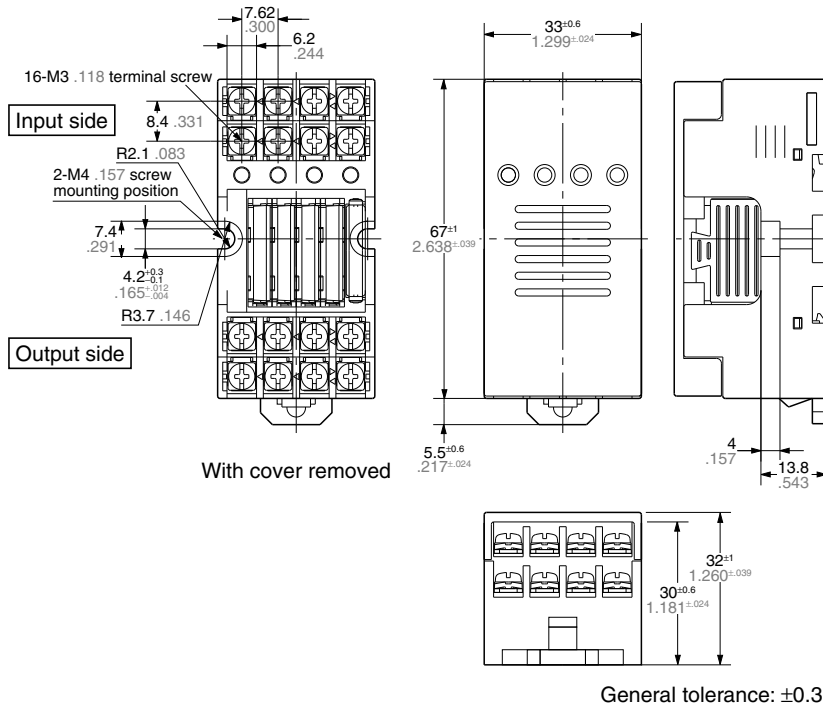 7.62
.300
6.2
.244
16-M3 .118 terminal screw
Input side
8.4 .331
R2.1 .083
2-M4 .157 screw
mounting position
7.4
.291
4.2+0.3 −0.1
.165+.012 −.004
R3.7 .146
Output side
With cover removed
33±0.6
1.299±.024
67±1
2.638±.039
5.5±0.6
.217±.024
4
.157
13.8
.543
32±1
1.260±.039
30±0.6
1.181±.024
General tolerance: ±0.3